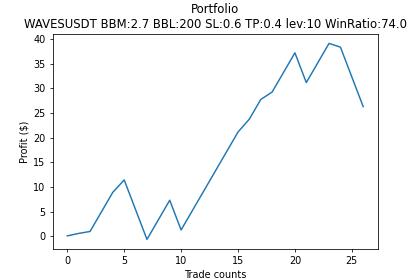 Portfolio
WAVESUSDT BBM:2.7 BBL:200 SL:0.6 TP:0.4 lev:10 WinRatio:74.0
40
35
30
25
20
15
10
5
0
Profit ($)
0 5 10 15 20 25
Trade counts